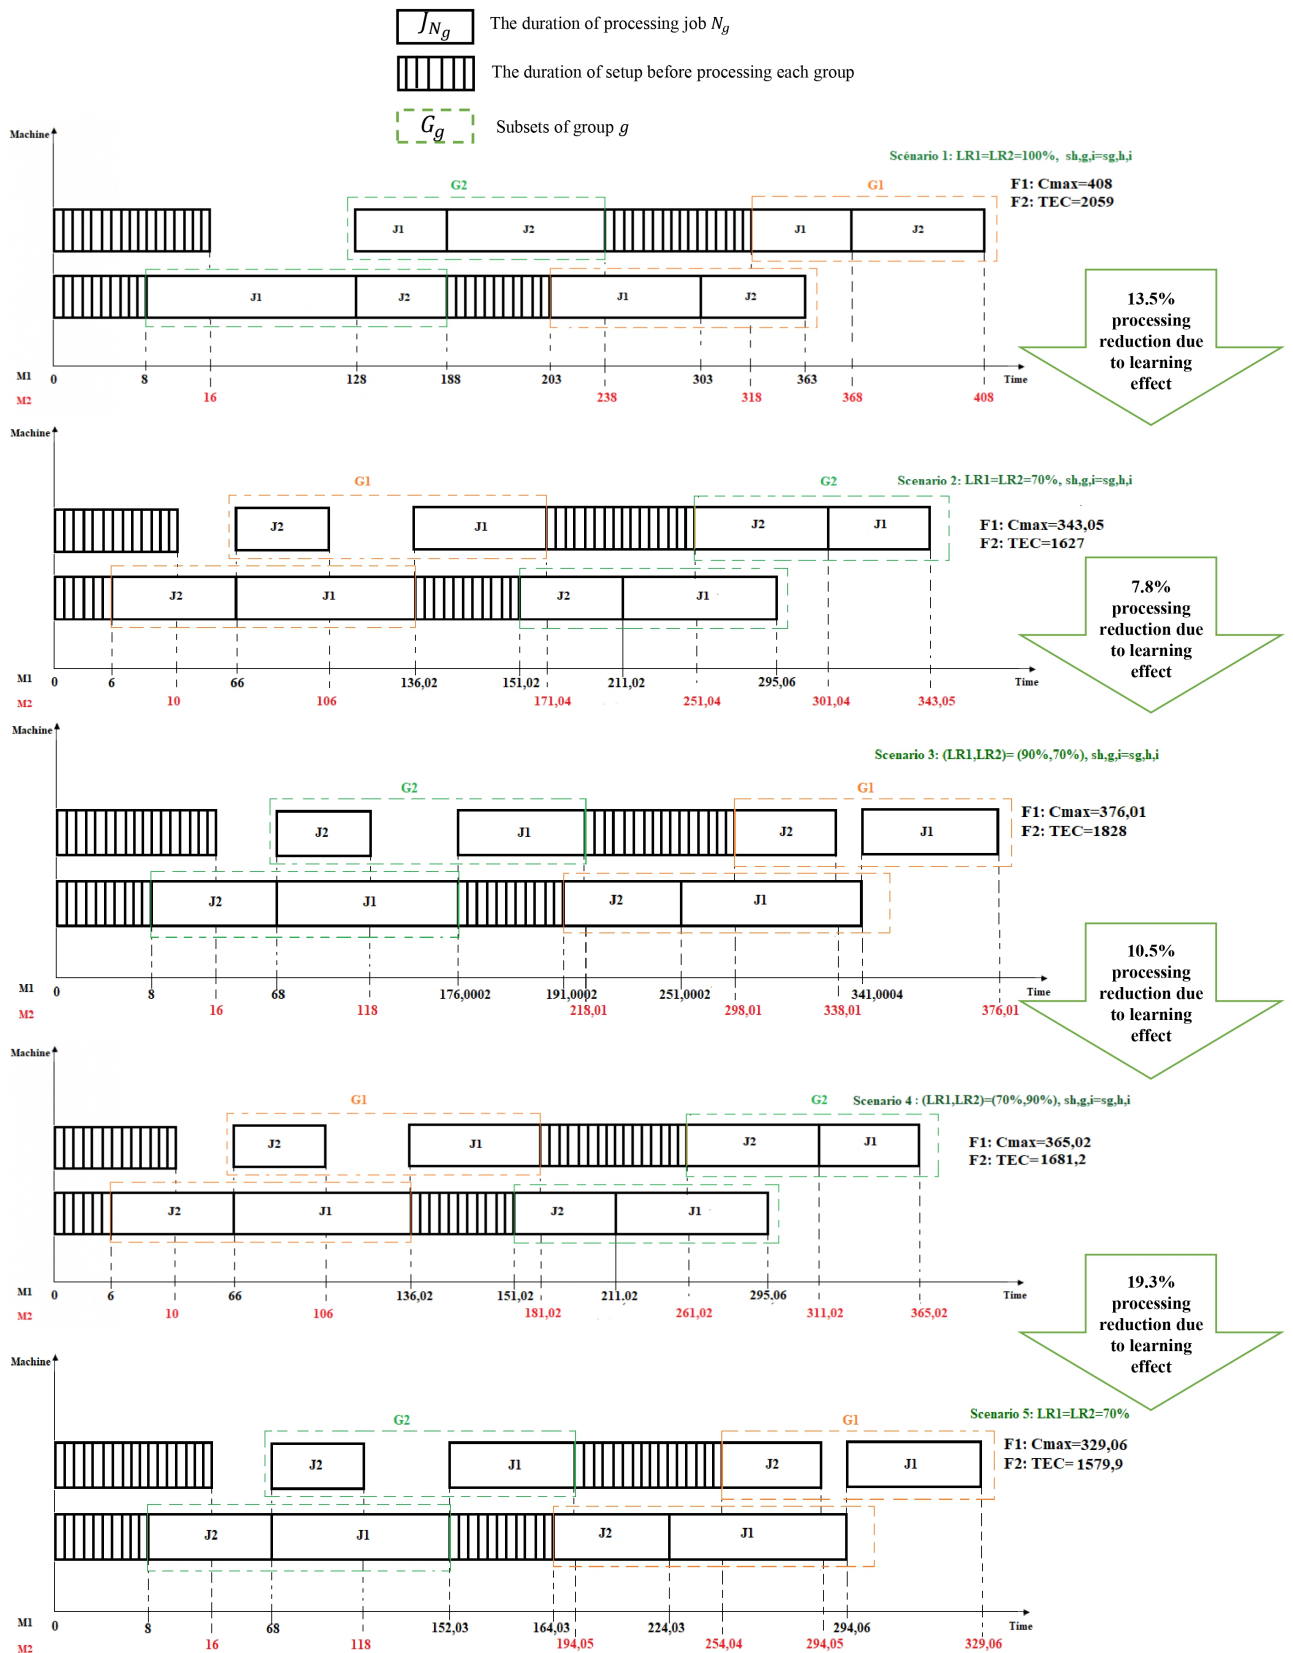 J_{N_g} The duration of processing job N_g
The duration of setup before processing each group
G_g Subsets of group g
Machine
Scénario 1: LR1=LR2=100%, sh,g,i=sg,h,i
G2 G1
F1: Cmax=408
F2: TEC=2059
J1 J2 J1 J2
J1 J2 J1 J2
13.5%
processing
reduction due
to learning
effect
M1 0 8 128 188 203 303 363 Time
M2 16 238 318 368 408
Machine
G1 G2 Scenario 2: LR1=LR2=70%, sh,g,i=sg,h,i
F1: Cmax=343,05
F2: TEC=1627
J2 J1 J2 J1
J2 J1 J2 J1
7.8%
processing
reduction due
to learning
effect
M1 0 6 66 136,02 151,02 211,02 295,06 Time
M2 10 106 171,04 251,04 301,04 343,05
Machine
Scenario 3: (LR1,LR2)= (90%,70%), sh,g,i=sg,h,i
G2 G1
F1: Cmax=376,01
F2: TEC=1828
J2 J1 J2 J1
J2 J1 J2 J1
10.5%
processing
reduction due
to learning
effect
M1 0 8 68 176,0002 191,0002 251,0002 341,0004 Time
M2 16 118 218,01 298,01 338,01 376,01
Machine
G1 G2 Scenario 4 : (LR1,LR2)=(70%,90%), sh,g,i=sg,h,i
F1: Cmax=365,02
F2: TEC=1681,2
J2 J1 J2 J1
J2 J1 J2 J1
19.3%
processing
reduction due
to learning
effect
M1 0 6 66 136,02 151,02 211,02 295,06 Time
M2 10 106 181,02 261,02 311,02 365,02
Machine
Scenario 5: LR1=LR2=70%
G2 G1
F1: Cmax=329,06
F2: TEC= 1579,9
J2 J1 J2 J1
J2 J1 J2 J1
M1 0 8 68 152,03 164,03 224,03 294,06 Time
M2 16 118 194,05 254,04 294,05 329,06